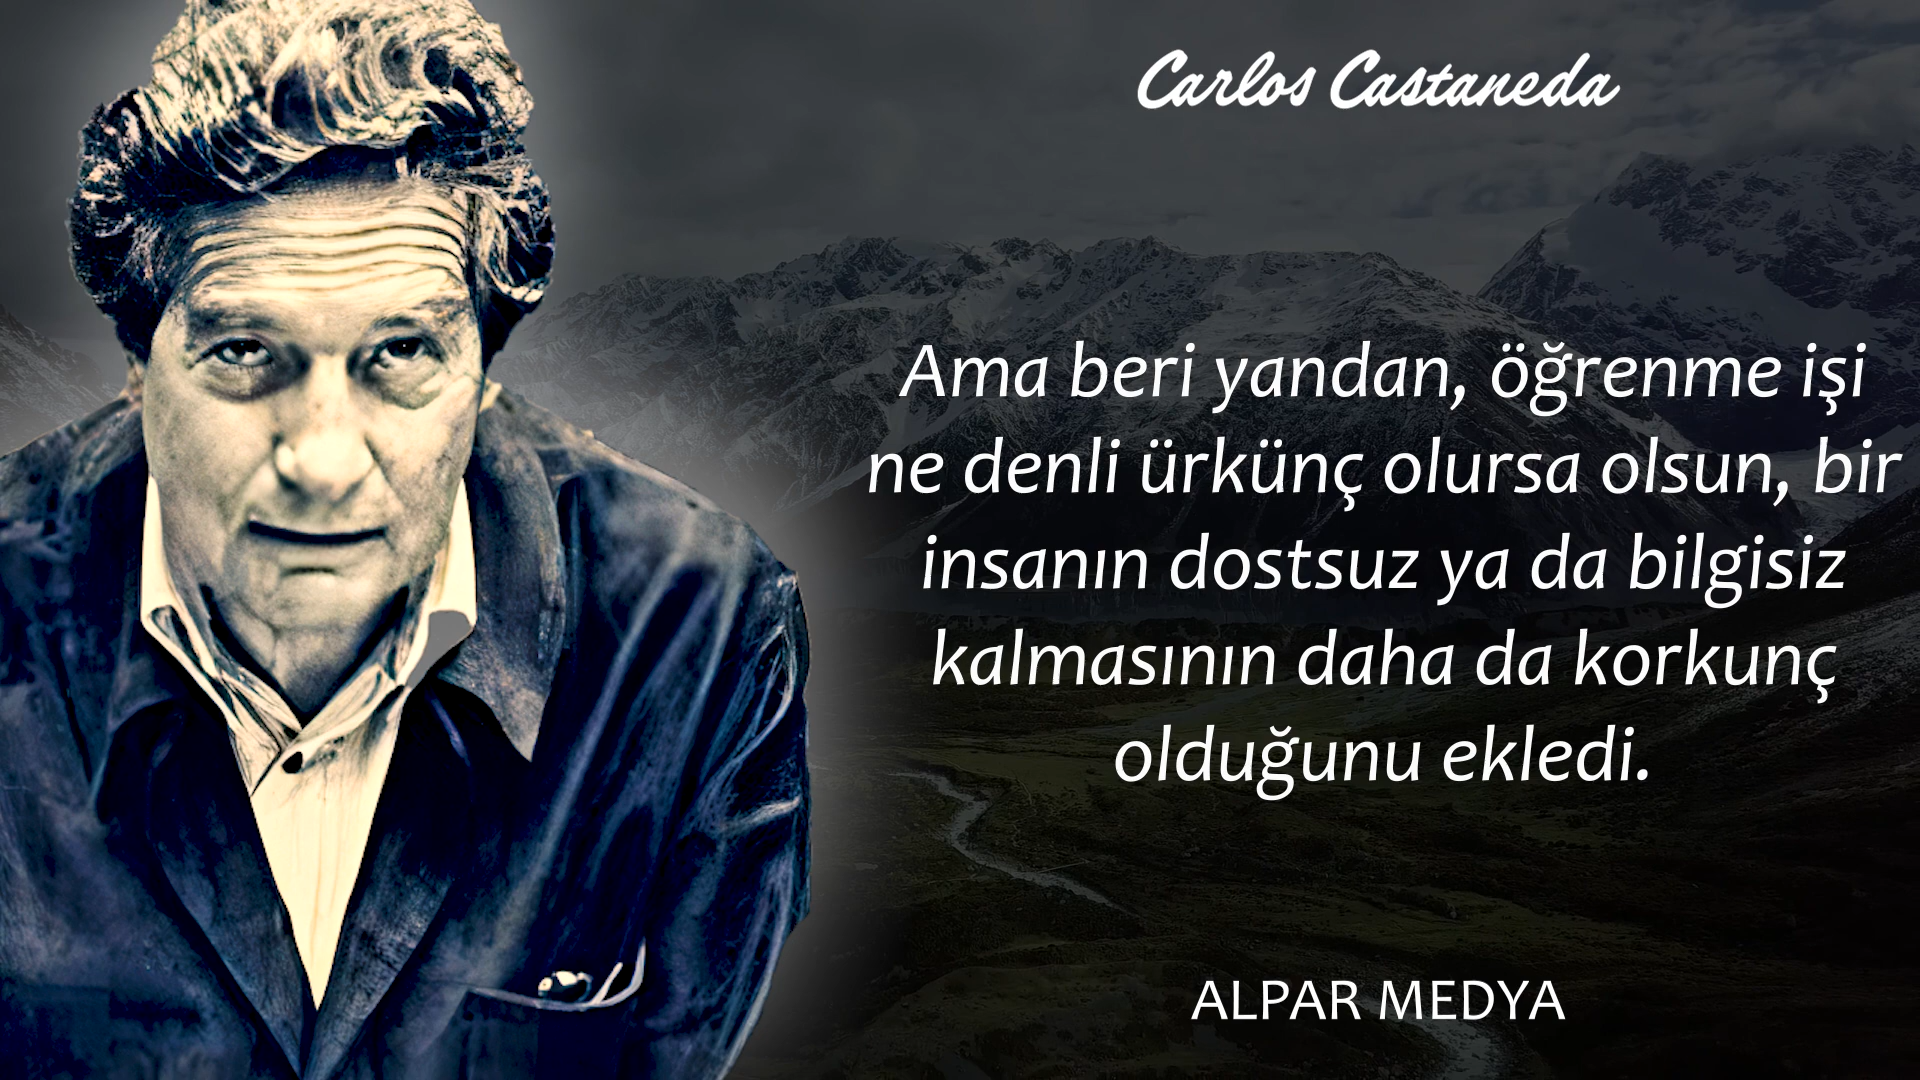 Carlos Castaneda
Ama beri yandan, öğrenme işi
ne denli ürkünç olursa olsun, bir
insanın dostsuz ya da bilgisiz
kalmasının daha da korkunç
olduğunu ekledi.
ALPAR MEDYA